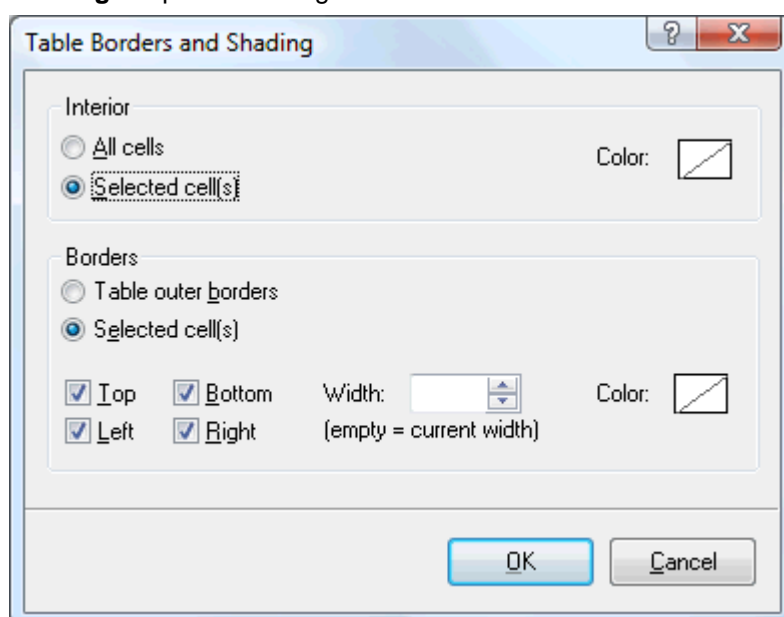 Table Borders and Shading
Interior
All cells
Selected cell(s)
Color:
Borders
Table outer borders
Selected cell(s)
Top Bottom Width: Color:
Left Right (empty = current width)
OK Cancel